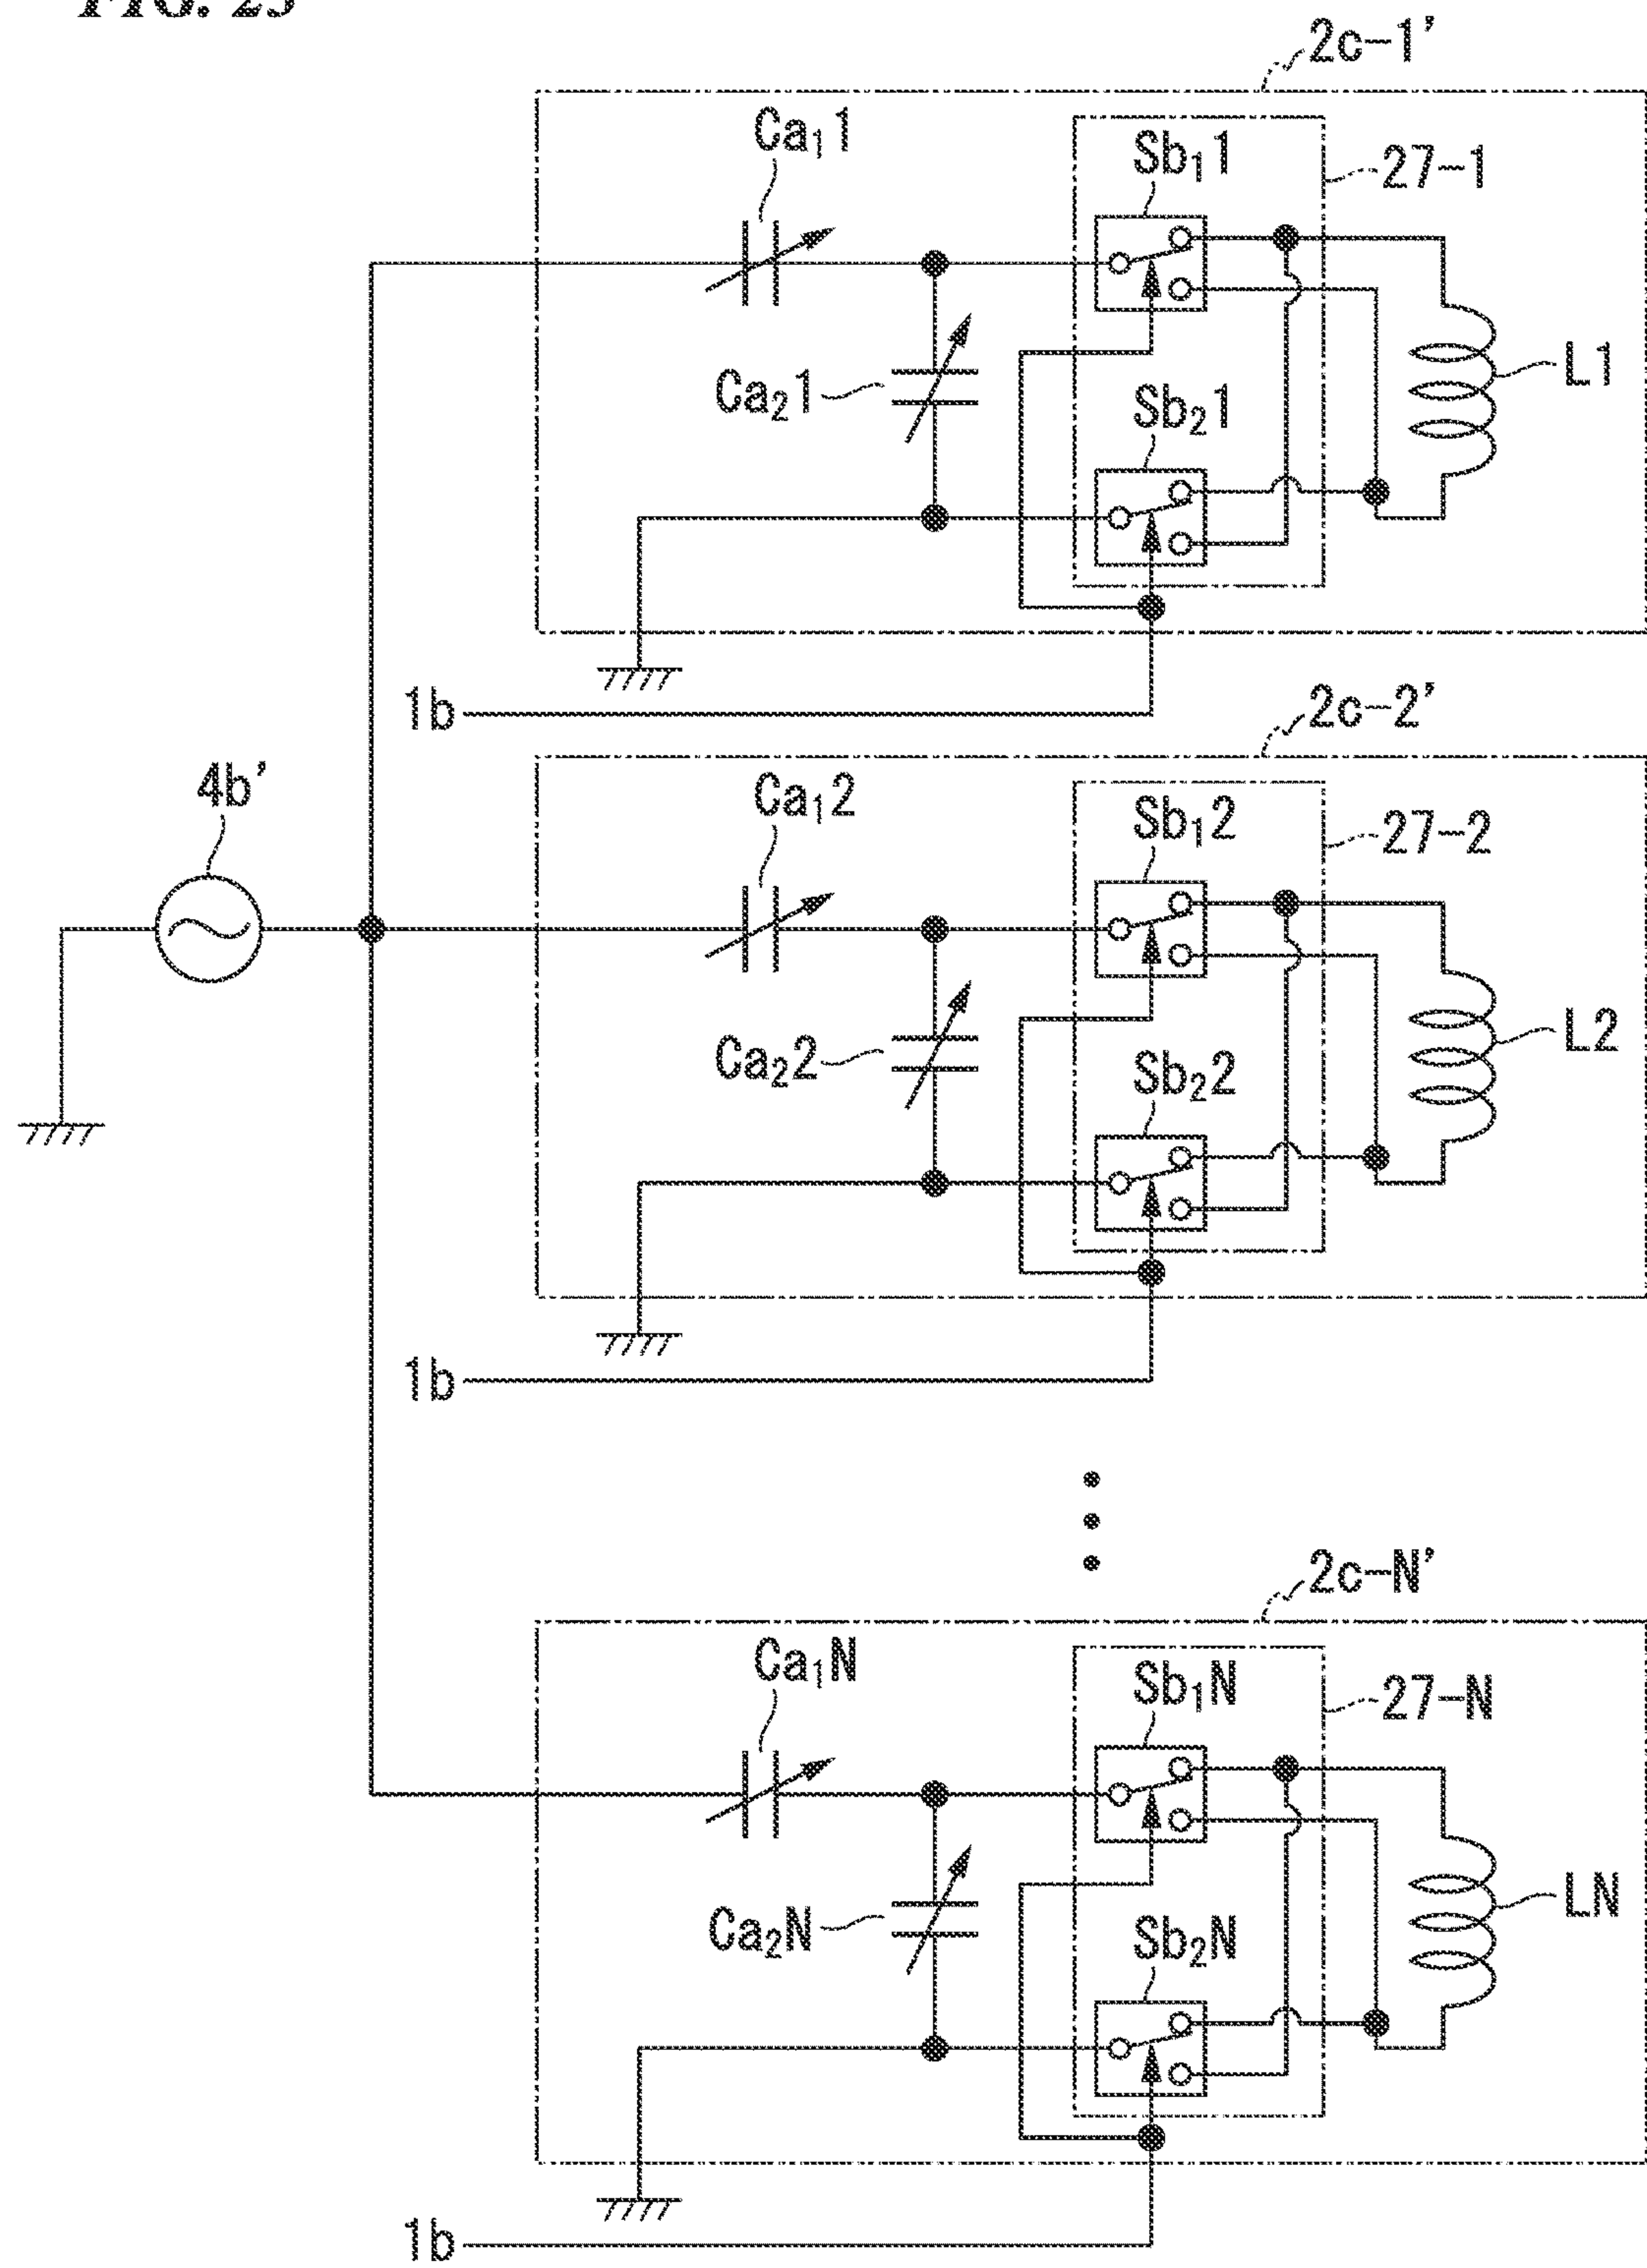 2c-1'
Ca₁1
Sb₁1
27-1
Ca₂1
Sb₂1
L1
1b
2c-2'
4b'
Ca₁2
Sb₁2
27-2
Ca₂2
Sb₂2
L2
1b
2c-N'
Ca₁N
Sb₁N
27-N
Ca₂N
Sb₂N
LN
1b